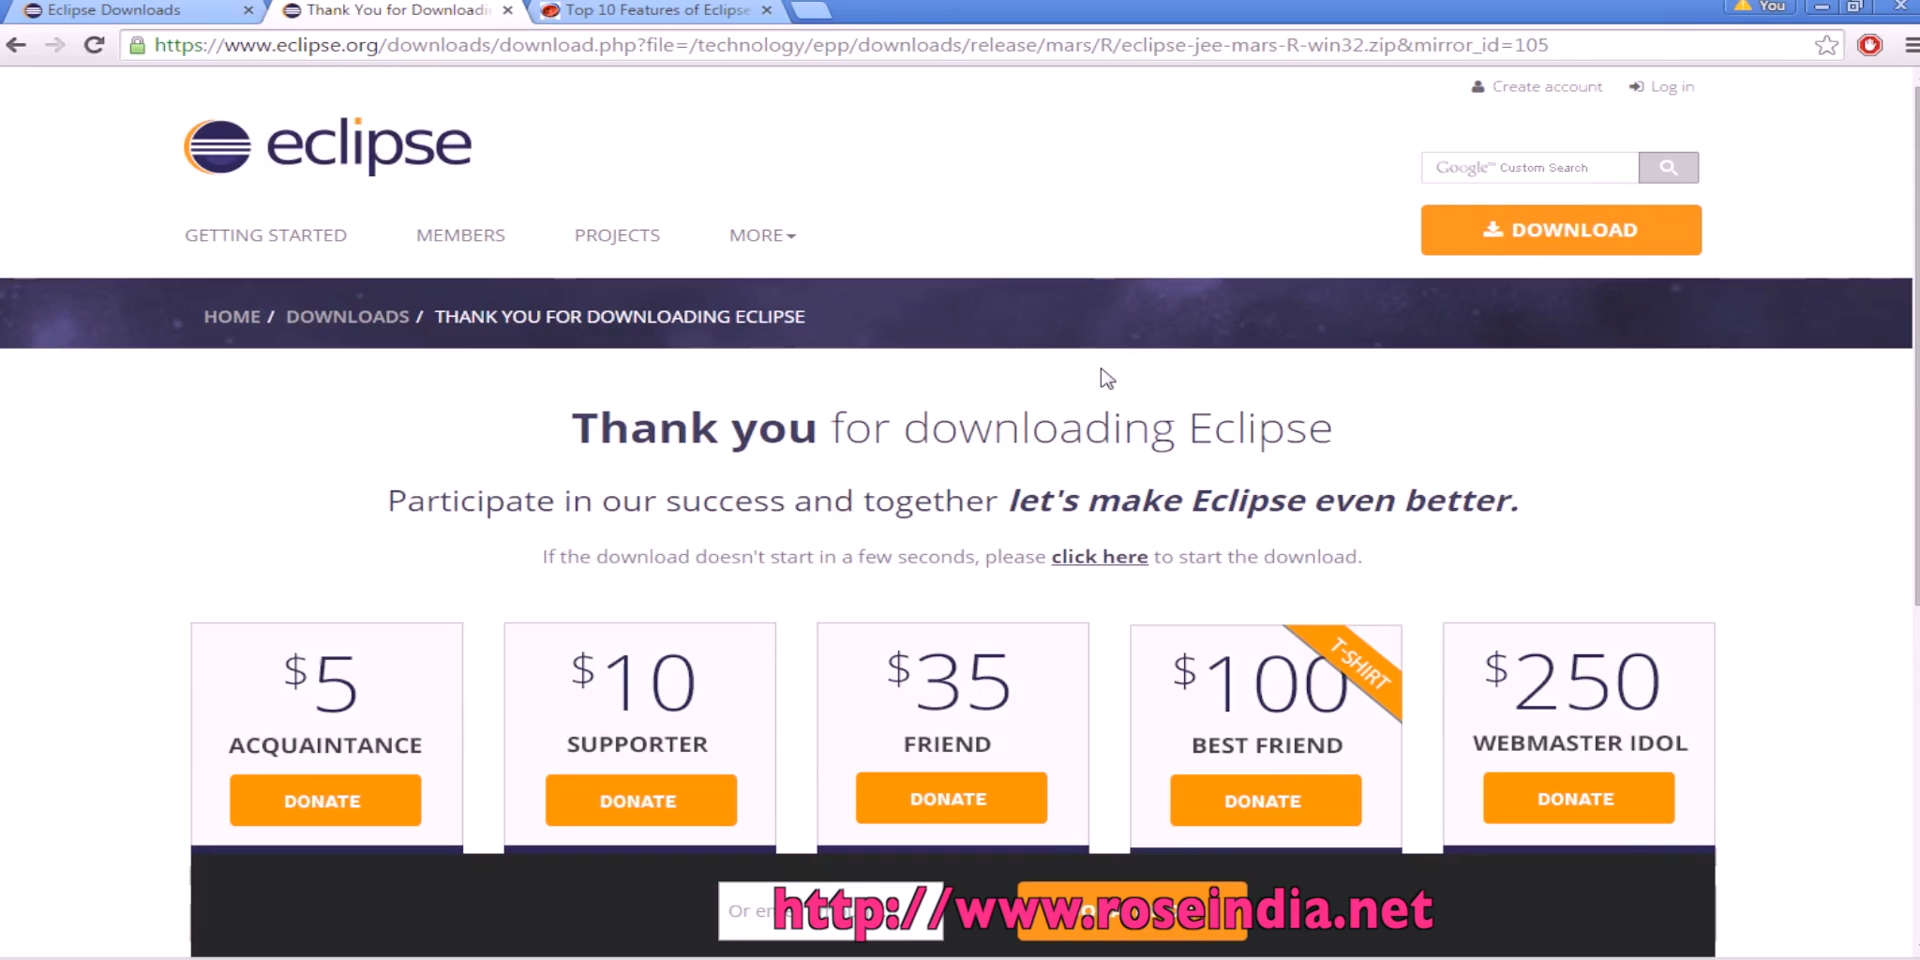 Eclipse Downloads
Thank You for Downloadi
Top 10 Features of Eclipse
You
https://www.eclipse.org/downloads/download.php?file=/technology/epp/downloads/release/mars/R/eclipse-jee-mars-R-win32.zip&mirror_id=105
Create account
Log in
eclipse
Google™ Custom Search
GETTING STARTED
MEMBERS
PROJECTS
MORE
DOWNLOAD
HOME / DOWNLOADS / THANK YOU FOR DOWNLOADING ECLIPSE
Thank you for downloading Eclipse
Participate in our success and together let's make Eclipse even better.
If the download doesn't start in a few seconds, please click here to start the download.
$5
ACQUAINTANCE
DONATE
$10
SUPPORTER
DONATE
$35
FRIEND
DONATE
$100
T-SHIRT
BEST FRIEND
DONATE
$250
WEBMASTER IDOL
DONATE
Or
http://www.roseindia.net